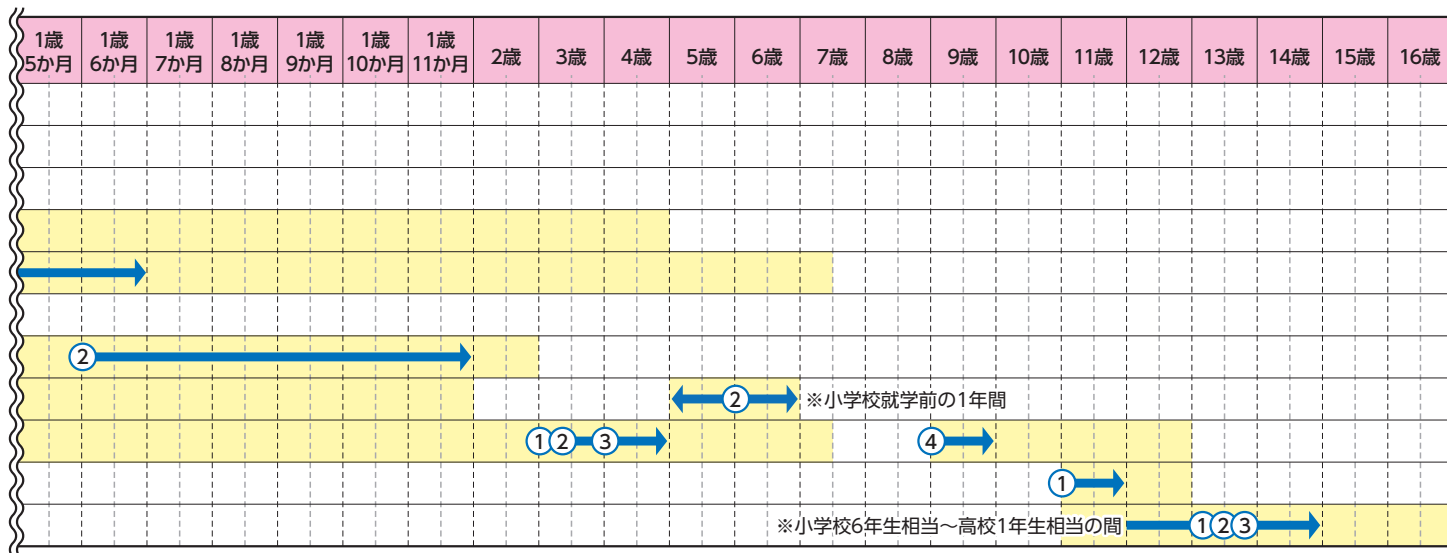 1歳
5か月
1歳
6か月
1歳
7か月
1歳
8か月
1歳
9か月
1歳
10か月
1歳
11か月
2歳
3歳
4歳
5歳
6歳
7歳
8歳
9歳
10歳
11歳
12歳
13歳
14歳
15歳
16歳
②
② ※小学校就学前の1年間
①② ③ ④
①
※小学校6年生相当～高校1年生相当の間 ①②③